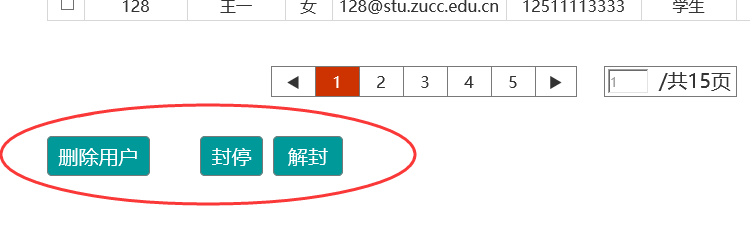 128 王一 女 128@stu.zucc.edu.cn 12511113333 学生
◀ 1 2 3 4 5 ▶ 1 /共15页
删除用户 封停 解封